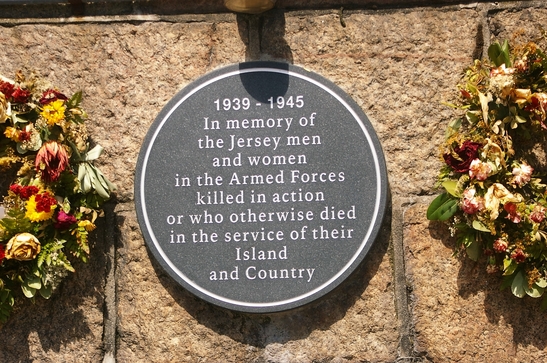 1939 - 1945
In memory of
the Jersey men
and women
in the Armed Forces
killed in action
or who otherwise died
in the service of their
Island
and Country